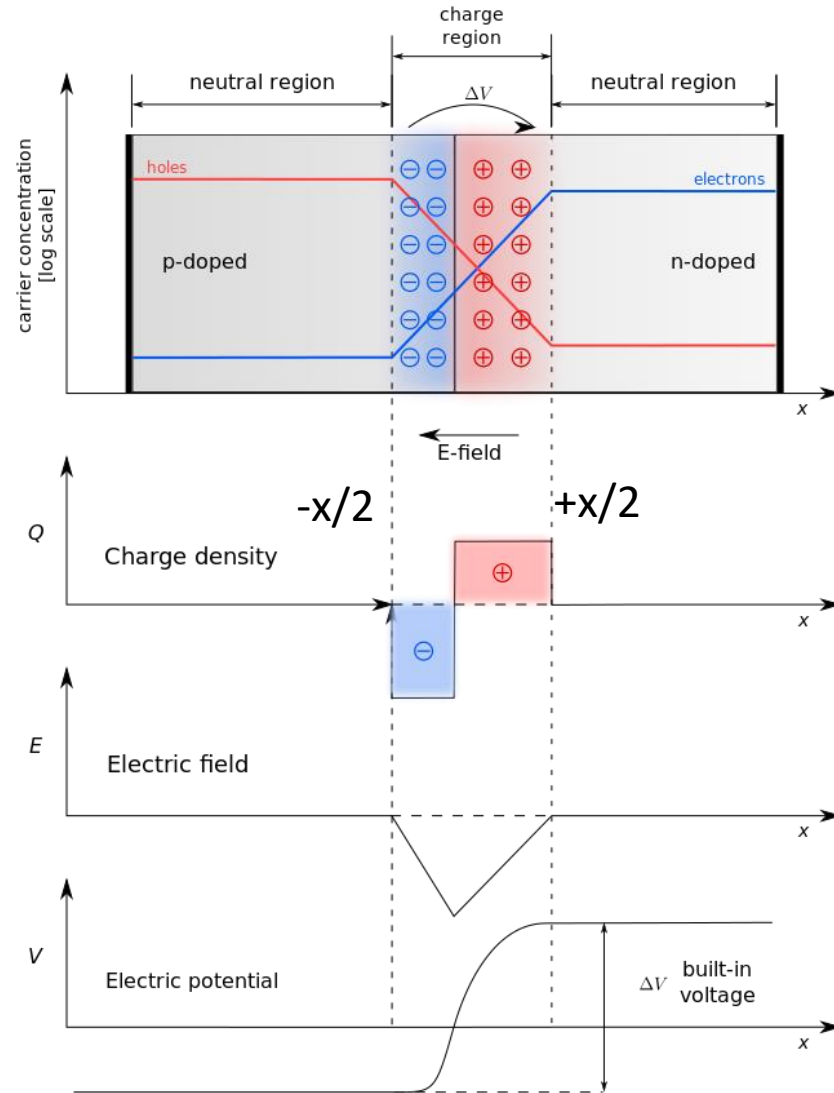 charge
region
neutral region
neutral region
ΔV
holes
electrons
carrier concentration
[log scale]
p-doped
n-doped
x
E-field
-x/2
+x/2
Q
Charge density
x
E
Electric field
x
V
Electric potential
ΔV
built-in
voltage
x